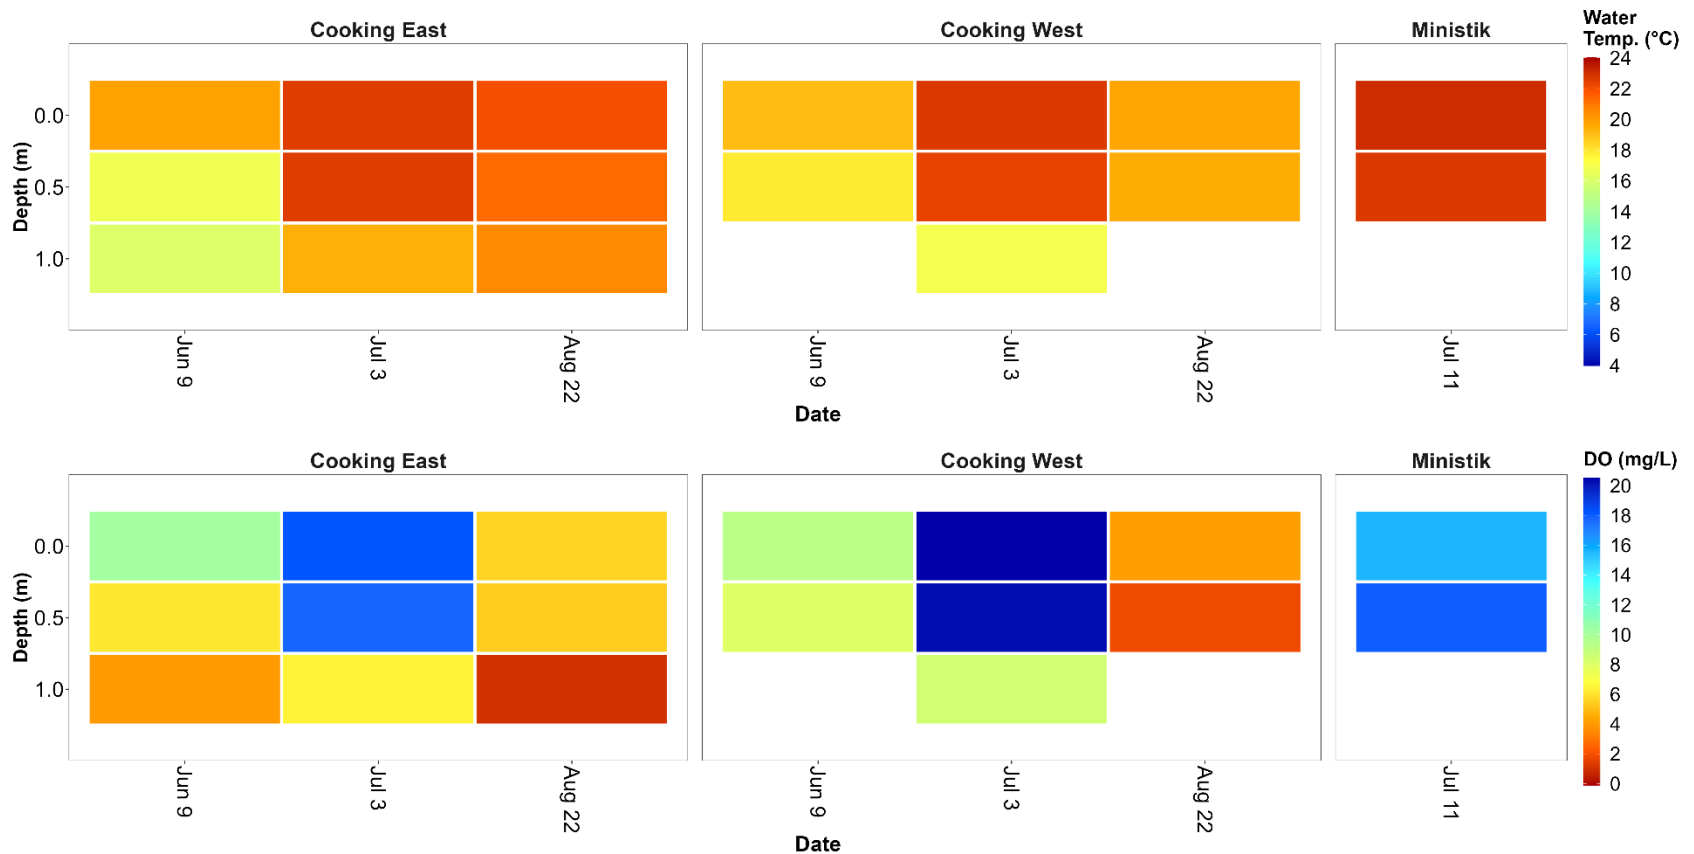 Cooking East
Cooking West
Ministik
Water
Temp. (°C)
24
22
20
18
16
14
12
10
8
6
4
Depth (m)
0.0
0.5
1.0
Jun 9
Jul 3
Aug 22
Jun 9
Jul 3
Aug 22
Jul 11
Date
Cooking East
Cooking West
Ministik
DO (mg/L)
20
18
16
14
12
10
8
6
4
2
0
Depth (m)
0.0
0.5
1.0
Jun 9
Jul 3
Aug 22
Jun 9
Jul 3
Aug 22
Jul 11
Date